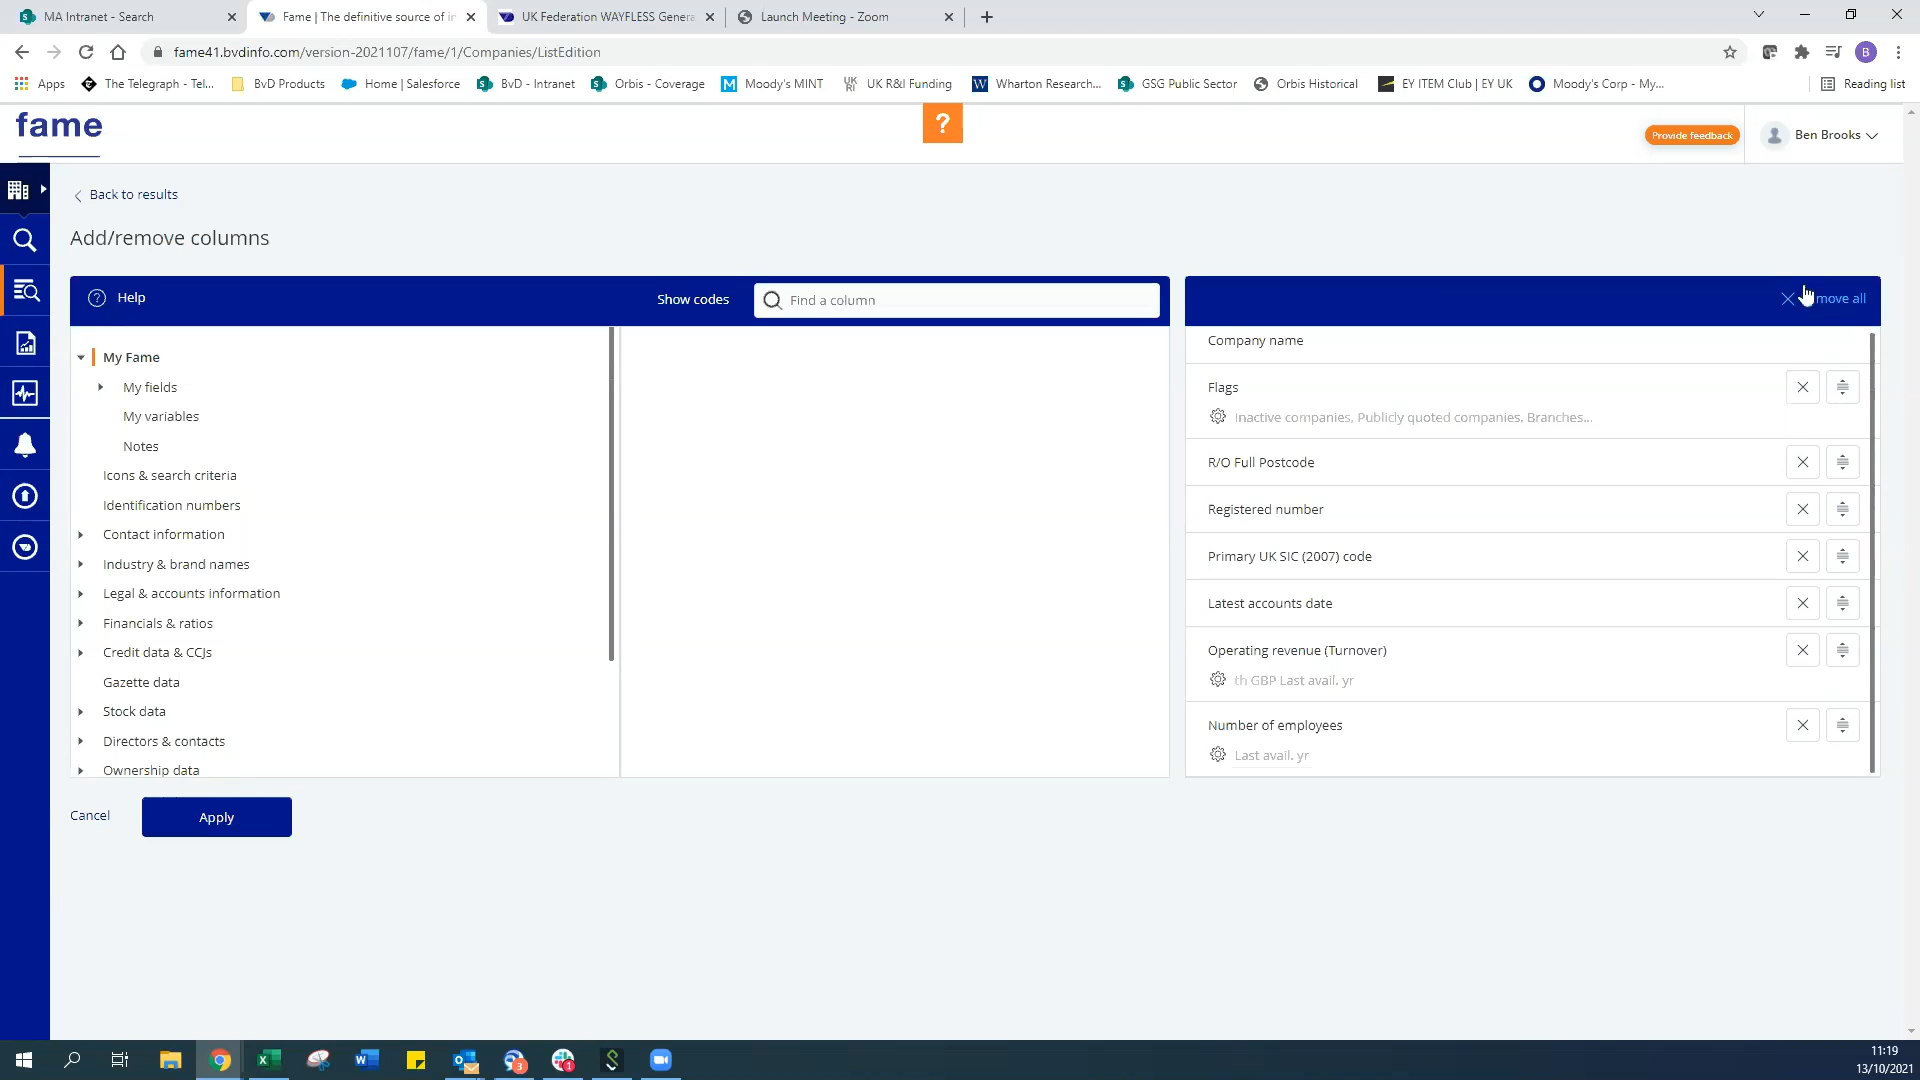 MA Intranet - Search
Fame | The definitive source of in
UK Federation WAYFLESS Genera
Launch Meeting - Zoom
fame41.bvdinfo.com/version-2021107/fame/1/Companies/ListEdition
B
Apps
The Telegraph - Tel...
BvD Products
Home | Salesforce
BvD - Intranet
Orbis - Coverage
Moody's MINT
UK R&I Funding
Wharton Research...
GSG Public Sector
Orbis Historical
EY ITEM Club | EY UK
Moody's Corp - My...
Reading list
fame
?
Provide feedback
Ben Brooks
Back to results
Add/remove columns
? Help
Show codes
Find a column
move all
My Fame
My fields
My variables
Notes
Icons & search criteria
Identification numbers
Contact information
Industry & brand names
Legal & accounts information
Financials & ratios
Credit data & CCJs
Gazette data
Stock data
Directors & contacts
Ownership data
Company name
Flags
Inactive companies, Publicly quoted companies. Branches...
R/O Full Postcode
Registered number
Primary UK SIC (2007) code
Latest accounts date
Operating revenue (Turnover)
th GBP Last avail. yr
Number of employees
Last avail. yr
Cancel
Apply
11:19
13/10/2021